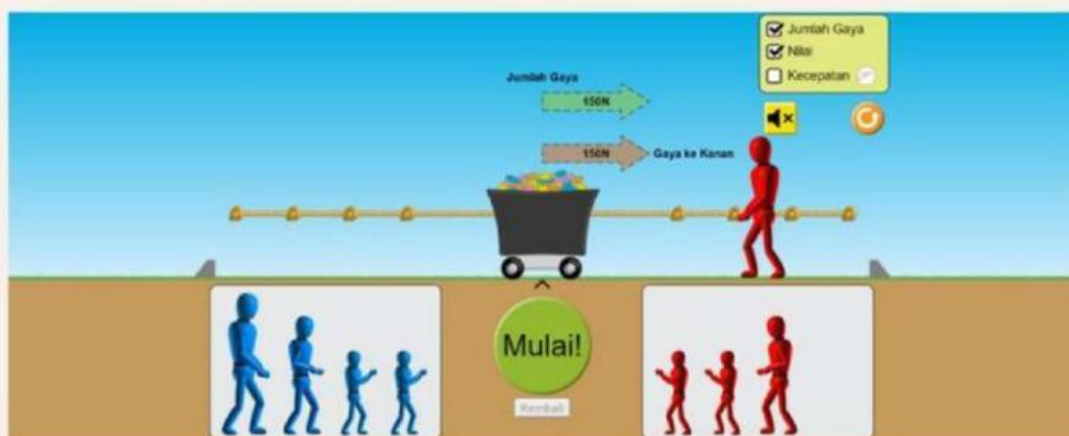 Jumlah Gaya
Nilai
Kecepatan
Jumlah Gaya
150N
150N
Gaya ke Kanan
Mulai!
Kembali